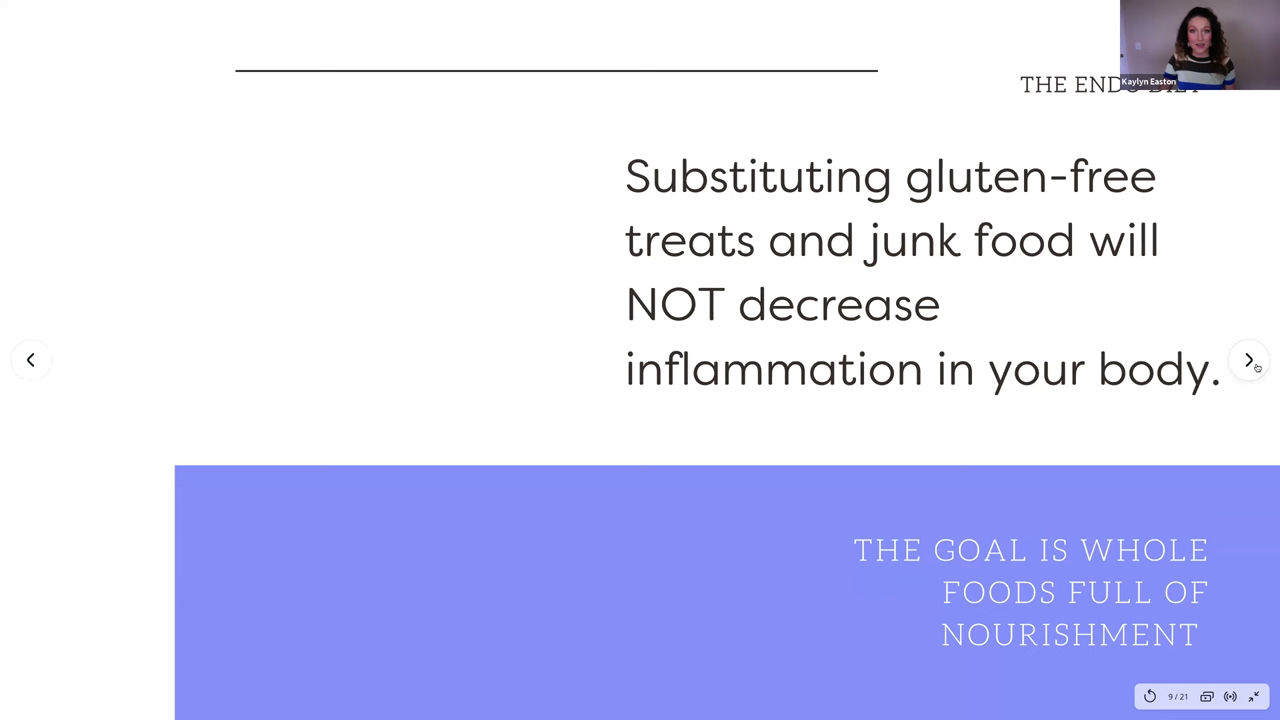 Kaylyn Easton
THE ENDO DIET
Substituting gluten-free
treats and junk food will
NOT decrease
inflammation in your body.
THE GOAL IS WHOLE
FOODS FULL OF
NOURISHMENT
9 / 21